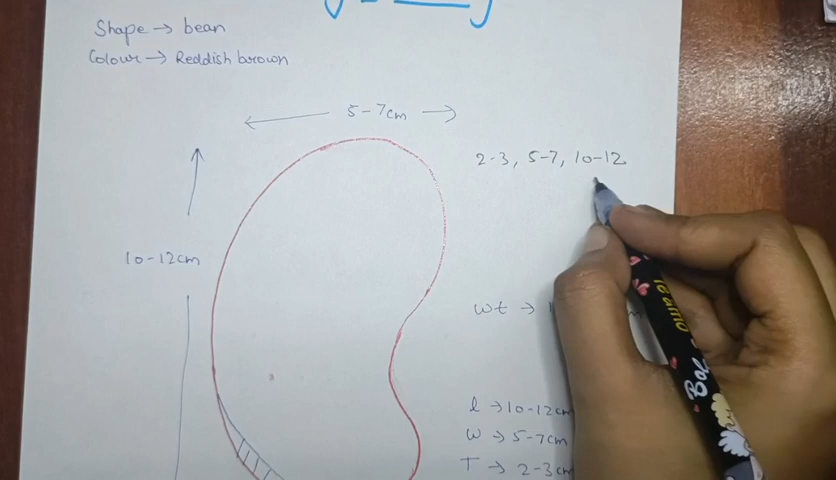 Shape → bean
Colour → Reddish brown
5-7cm
2-3, 5-7, 10-12
10-12cm
wt →
l → 10-12cm
W → 5-7cm
T → 2-3cm